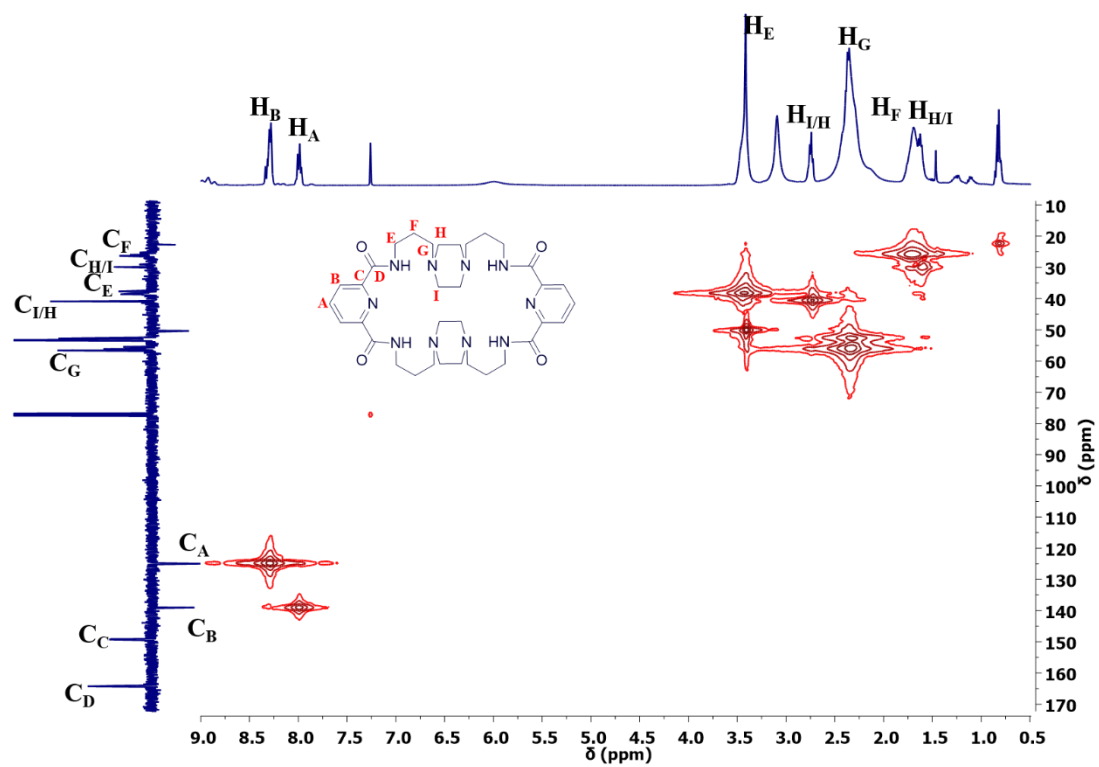 H_E
H_G
H_B
H_A
H_I/H
H_F
H_H/I
C_F
C_H/I
C_E
C_I/H
C_G
C_A
C_B
C_C
C_D
F
E
H
G
O
NH
N
N
HN
O
B
C
D
A
I
N
N
O
NH
N
N
HN
O
10
20
30
40
50
60
70
80
90
100
110
120
130
140
150
160
170
δ (ppm)
9.0 8.5 8.0 7.5 7.0 6.5 6.0 5.5 5.0 4.5 4.0 3.5 3.0 2.5 2.0 1.5 1.0 0.5
δ (ppm)